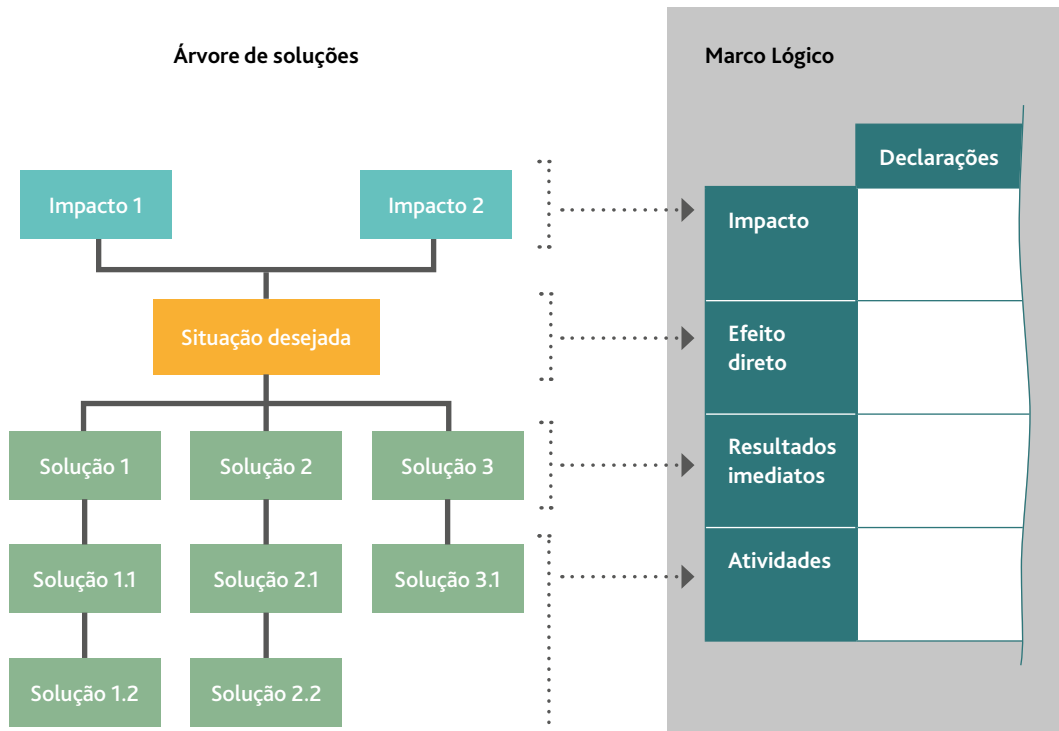 Árvore de soluções
Impacto 1
Impacto 2
Situação desejada
Solução 1
Solução 2
Solução 3
Solução 1.1
Solução 2.1
Solução 3.1
Solução 1.2
Solução 2.2
Marco Lógico
Declarações
Impacto
Efeito
direto
Resultados
imediatos
Atividades